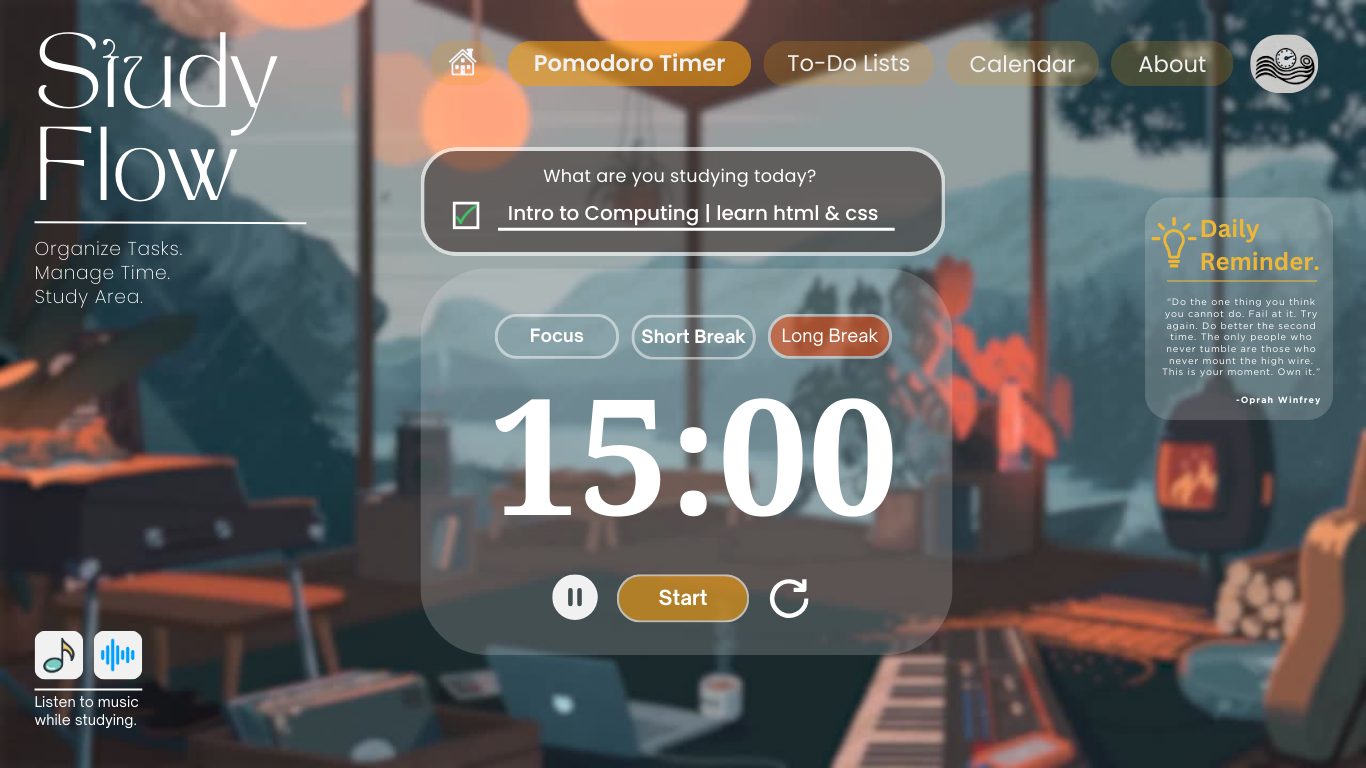 Study
Flow
Organize Tasks.
Manage Time.
Study Area.
Pomodoro Timer
To-Do Lists
Calendar
About
What are you studying today?
Intro to Computing | learn html & css
Focus
Short Break
Long Break
15:00
Start
Daily
Reminder.
“Do the one thing you think
you cannot do. Fail at it. Try
again. Do better the second
time. The only people who
never tumble are those who
never mount the high wire.
This is your moment. Own it.”
-Oprah Winfrey
Listen to music
while studying.